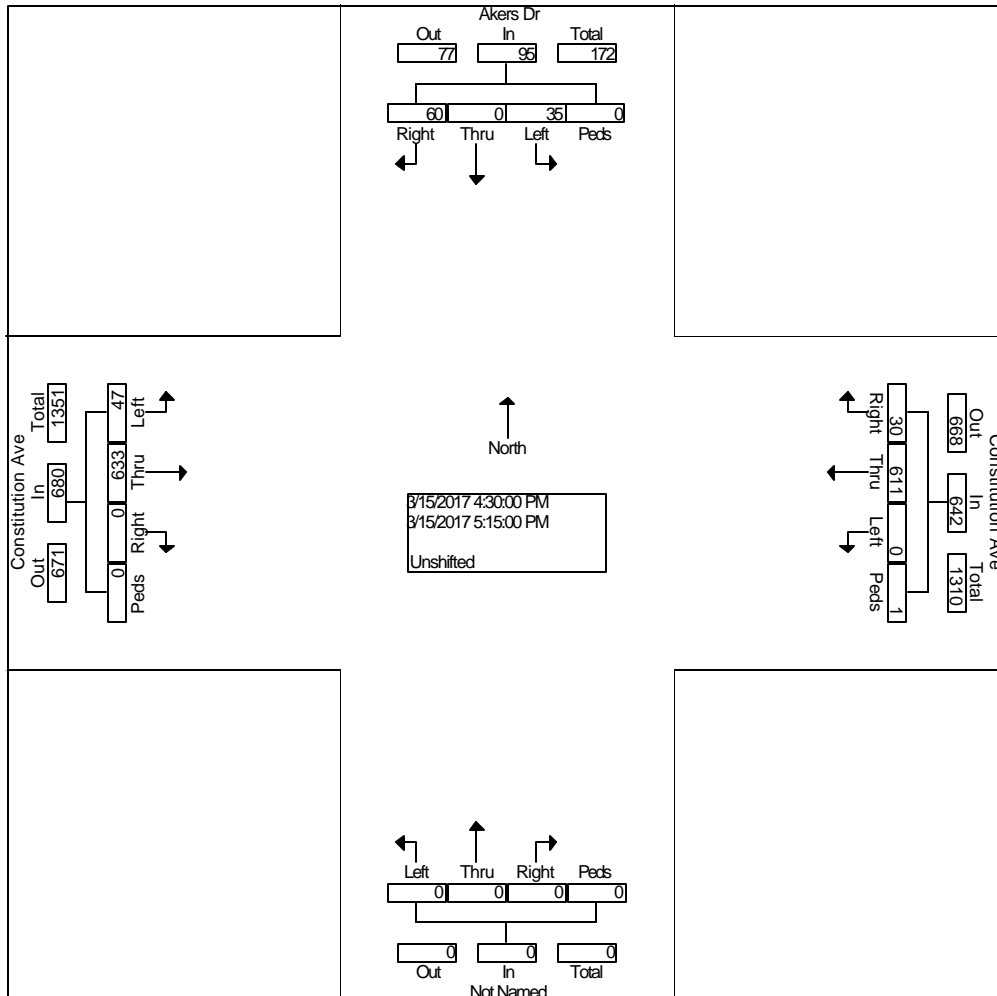 Akers Dr
Out In Total
77 95 172
60 0 35 0
Right Thru Left Peds
Constitution Ave
Total In Out
1351 680 671
47 633 0 0
Left Thru Right Peds
North
3/15/2017 4:30:00 PM
3/15/2017 5:15:00 PM
Unshifted
Right Thru Left Peds
30 611 0 1
Out In Total
668 642 1310
Constitution Ave
Left Thru Right Peds
0 0 0 0
0 0 0
Out In Total
Not Named